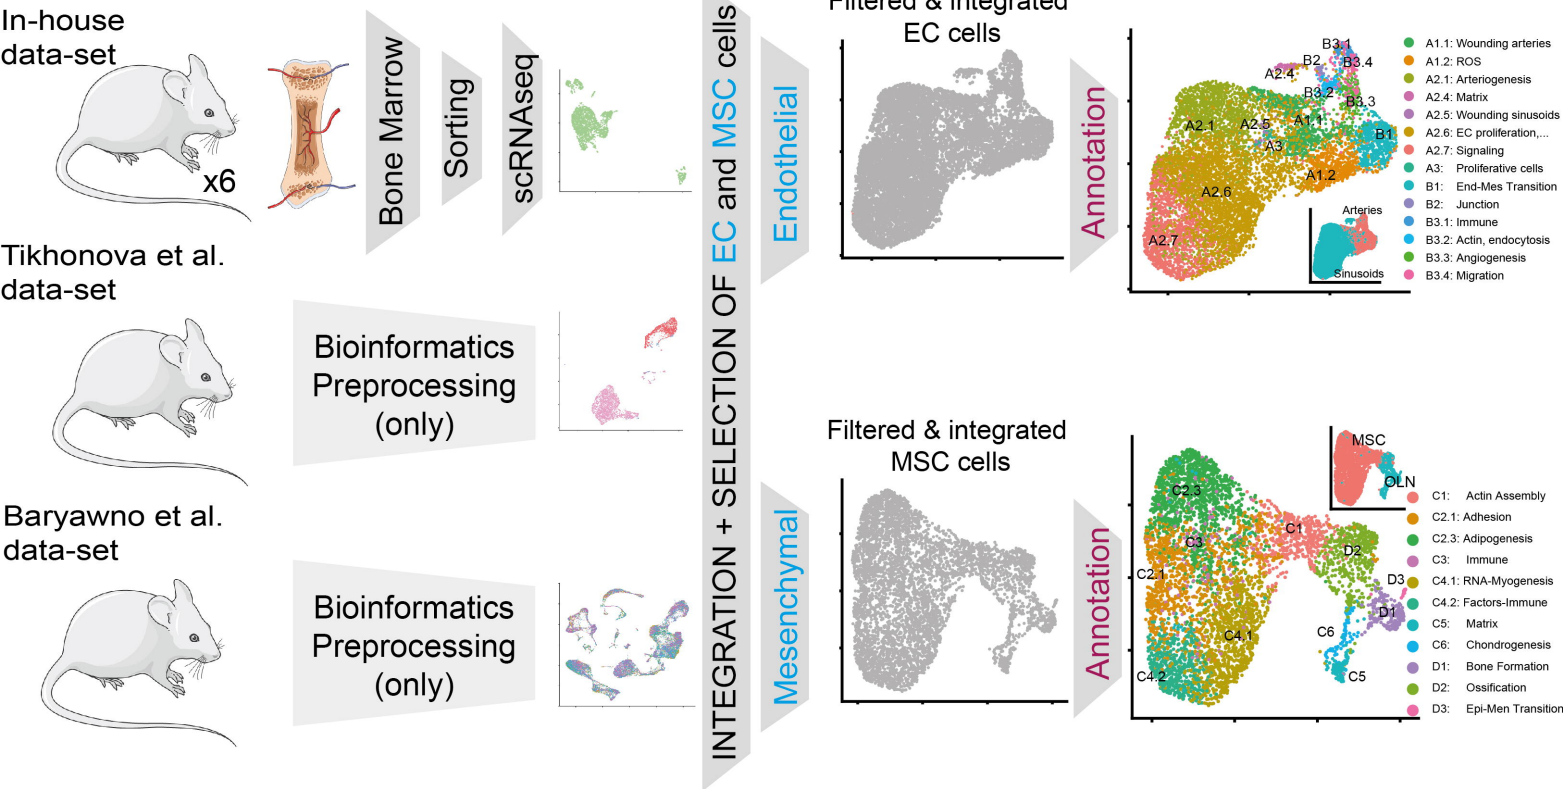 In-house
data-set
x6
Bone Marrow
Sorting
scRNAseq
Tikhonova et al.
data-set
Bioinformatics
Preprocessing
(only)
Baryawno et al.
data-set
Bioinformatics
Preprocessing
(only)
INTEGRATION + SELECTION OF EC and MSC cells
Endothelial
Filtered & integrated
EC cells
Annotation
B3.1
B2
B3.4
A2.4
B3.2
B3.3
A2.1
A2.5
A1.1
B1
A3
A1.2
A2.6
A2.7
Arteries
Sinusoids
A1.1: Wounding arteries
A1.2: ROS
A2.1: Arteriogenesis
A2.4: Matrix
A2.5: Wounding sinusoids
A2.6: EC proliferation,...
A2.7: Signaling
A3: Proliferative cells
B1: End-Mes Transition
B2: Junction
B3.1: Immune
B3.2: Actin, endocytosis
B3.3: Angiogenesis
B3.4: Migration
Mesenchymal
Filtered & integrated
MSC cells
Annotation
MSC
OLN
C2.3
C1
C3
D2
C2.1
D3
D1
C6
C4.1
C4.2
C5
C1: Actin Assembly
C2.1: Adhesion
C2.3: Adipogenesis
C3: Immune
C4.1: RNA-Myogenesis
C4.2: Factors-Immune
C5: Matrix
C6: Chondrogenesis
D1: Bone Formation
D2: Ossification
D3: Epi-Men Transition